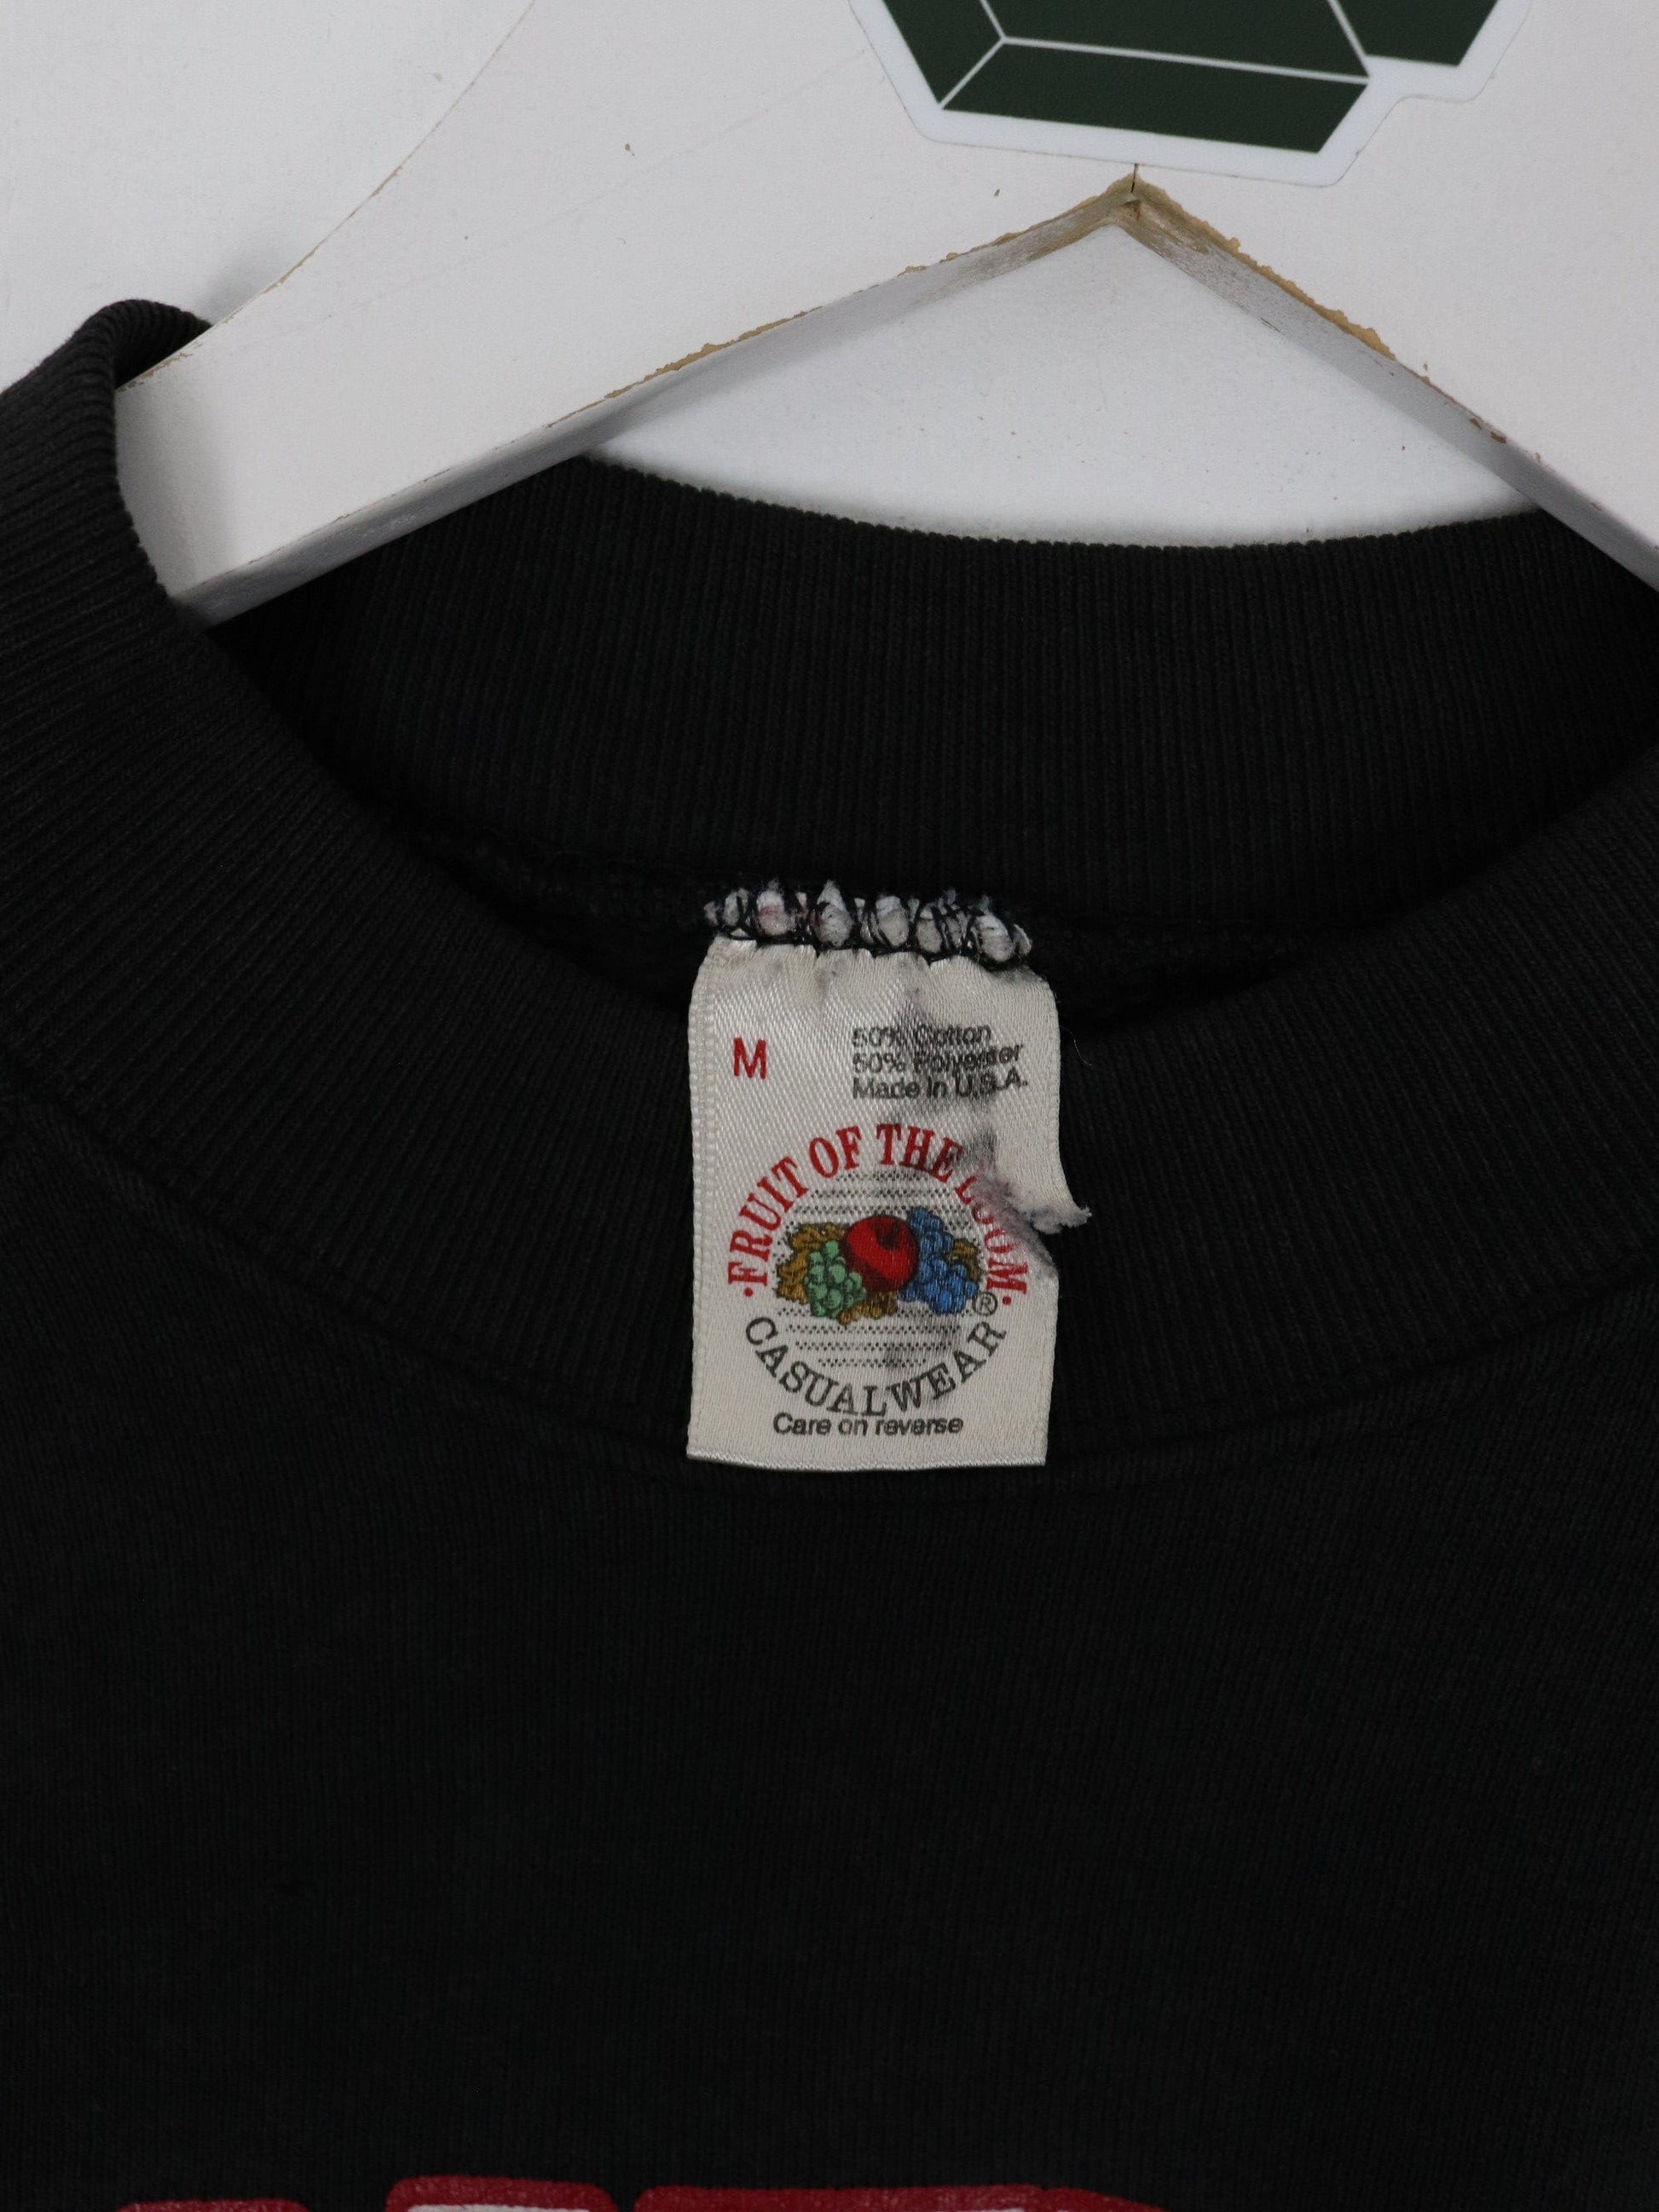 M
50% Cotton
50% Polyester
Made in U.S.A.
·FRUIT OF THE LOOM·
®
CASUALWEAR
Care on reverse